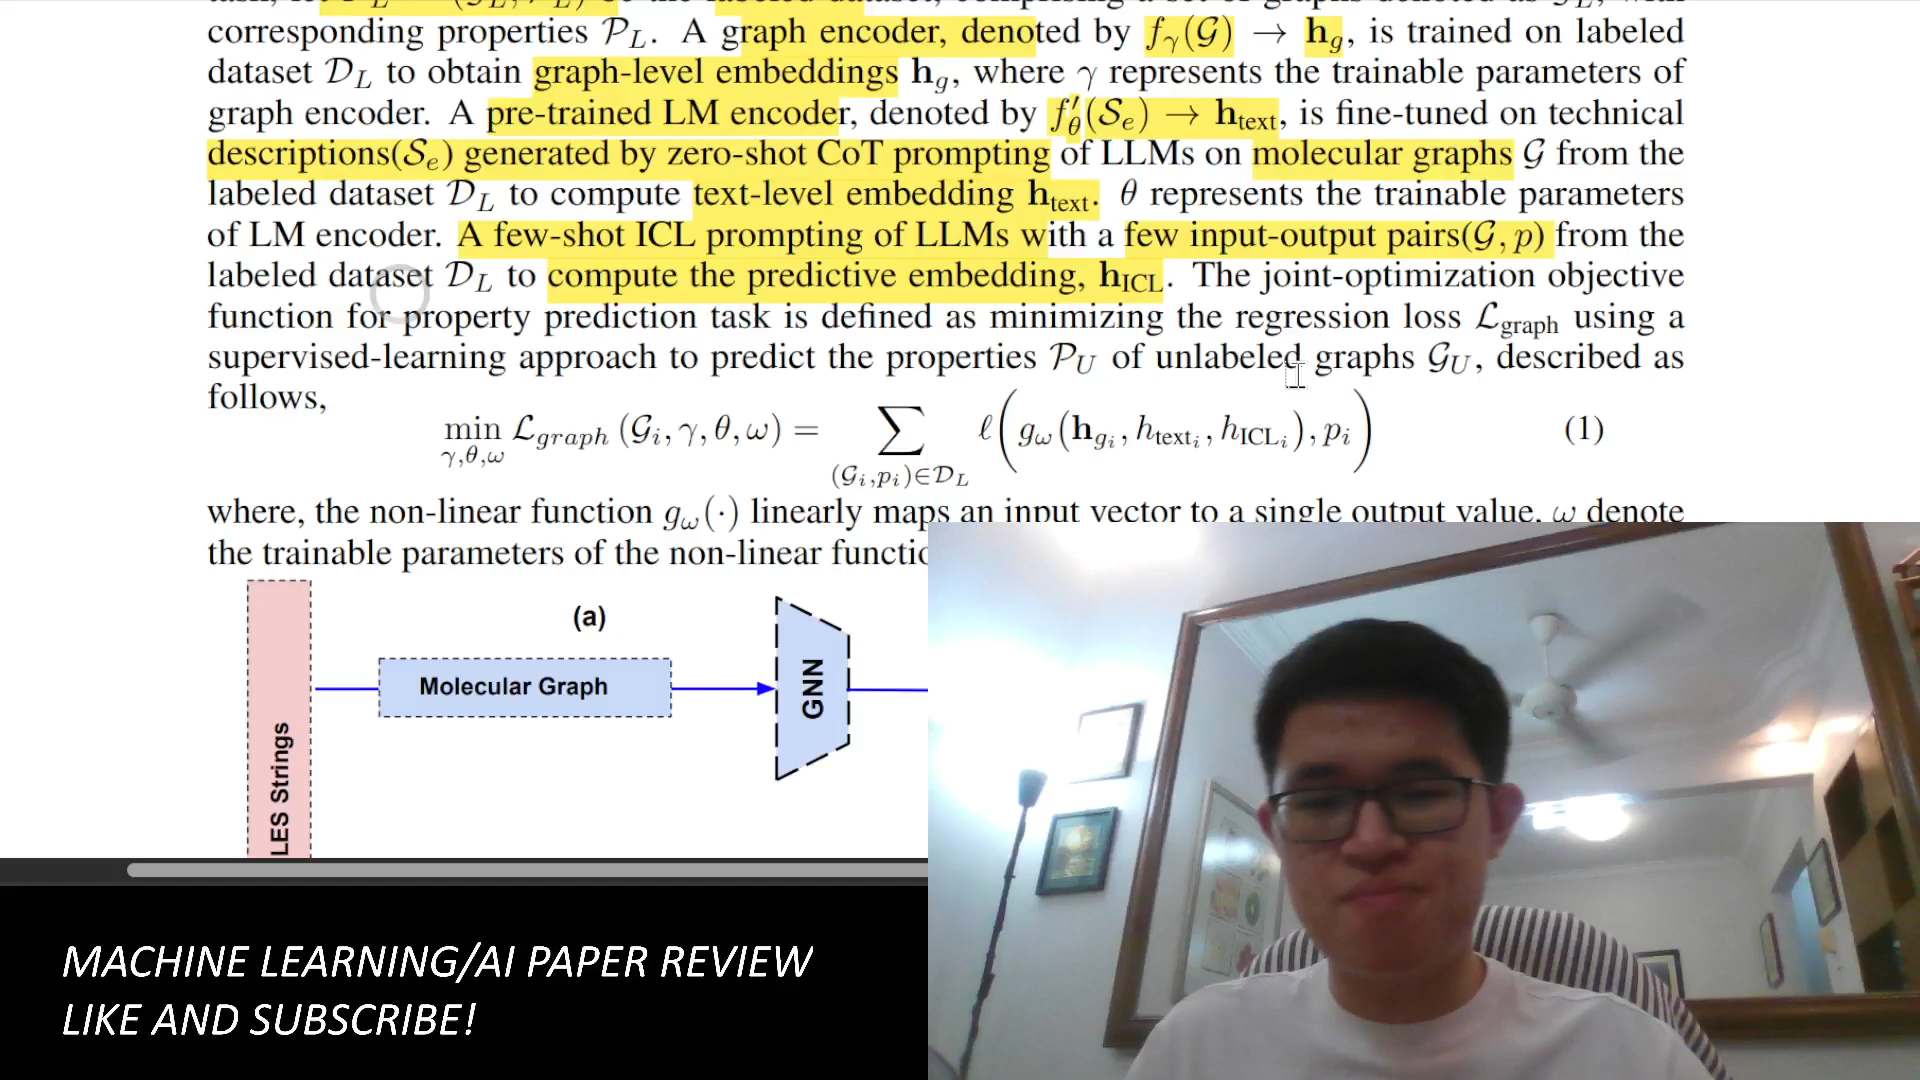 corresponding properties 𝒫_L. A graph encoder, denoted by f_γ(𝒢) → h_g, is trained on labeled
dataset 𝒟_L to obtain graph-level embeddings h_g, where γ represents the trainable parameters of
graph encoder. A pre-trained LM encoder, denoted by f′_θ(𝒮_e) → h_text, is fine-tuned on technical
descriptions(𝒮_e) generated by zero-shot CoT prompting of LLMs on molecular graphs 𝒢 from the
labeled dataset 𝒟_L to compute text-level embedding h_text. θ represents the trainable parameters
of LM encoder. A few-shot ICL prompting of LLMs with a few input-output pairs(𝒢, p) from the
labeled dataset 𝒟_L to compute the predictive embedding, h_ICL. The joint-optimization objective
function for property prediction task is defined as minimizing the regression loss ℒ_graph using a
supervised-learning approach to predict the properties 𝒫_U of unlabeled graphs 𝒢_U, described as
follows,
min_{γ,θ,ω} ℒ_graph (𝒢_i, γ, θ, ω) = ∑_{(𝒢_i,p_i)∈𝒟_L} ℓ(g_ω(h_{g_i}, h_{text_i}, h_{ICL_i}), p_i) (1)
where, the non-linear function g_ω(·) linearly maps an input vector to a single output value. ω denote
the trainable parameters of the non-linear functio
(a)
Molecular Graph
GNN
LES Strings
MACHINE LEARNING/AI PAPER REVIEW
LIKE AND SUBSCRIBE!